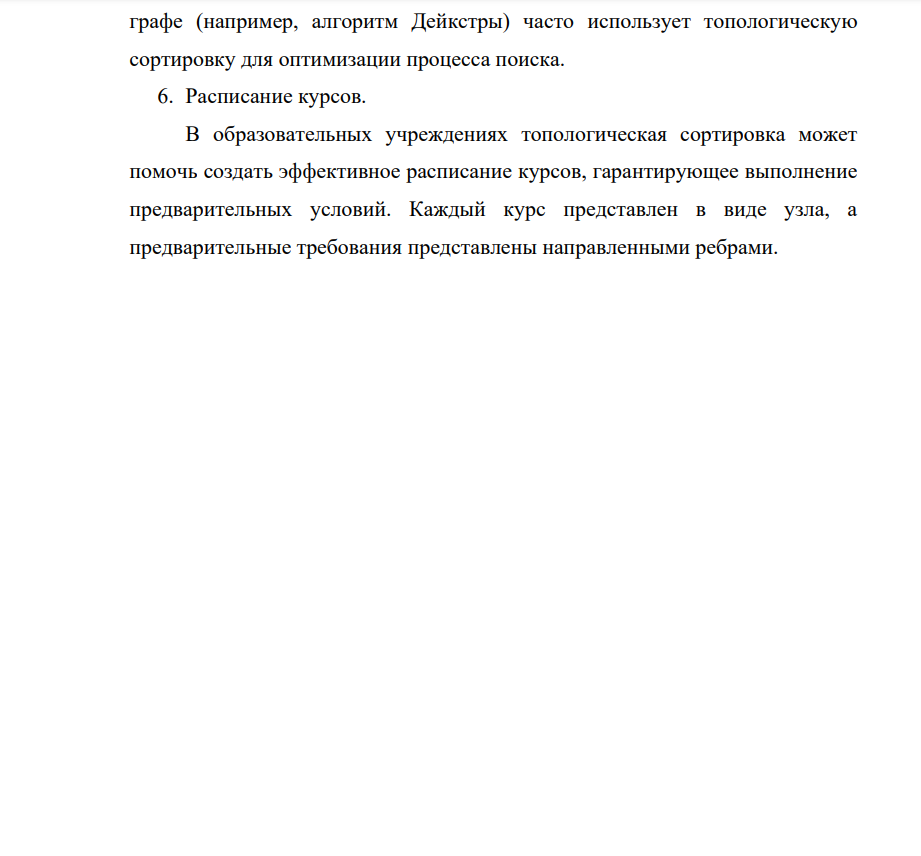 графе (например, алгоритм Дейкстры) часто использует топологическую
сортировку для оптимизации процесса поиска.
6. Расписание курсов.
В образовательных учреждениях топологическая сортировка может
помочь создать эффективное расписание курсов, гарантирующее выполнение
предварительных условий. Каждый курс представлен в виде узла, а
предварительные требования представлены направленными ребрами.